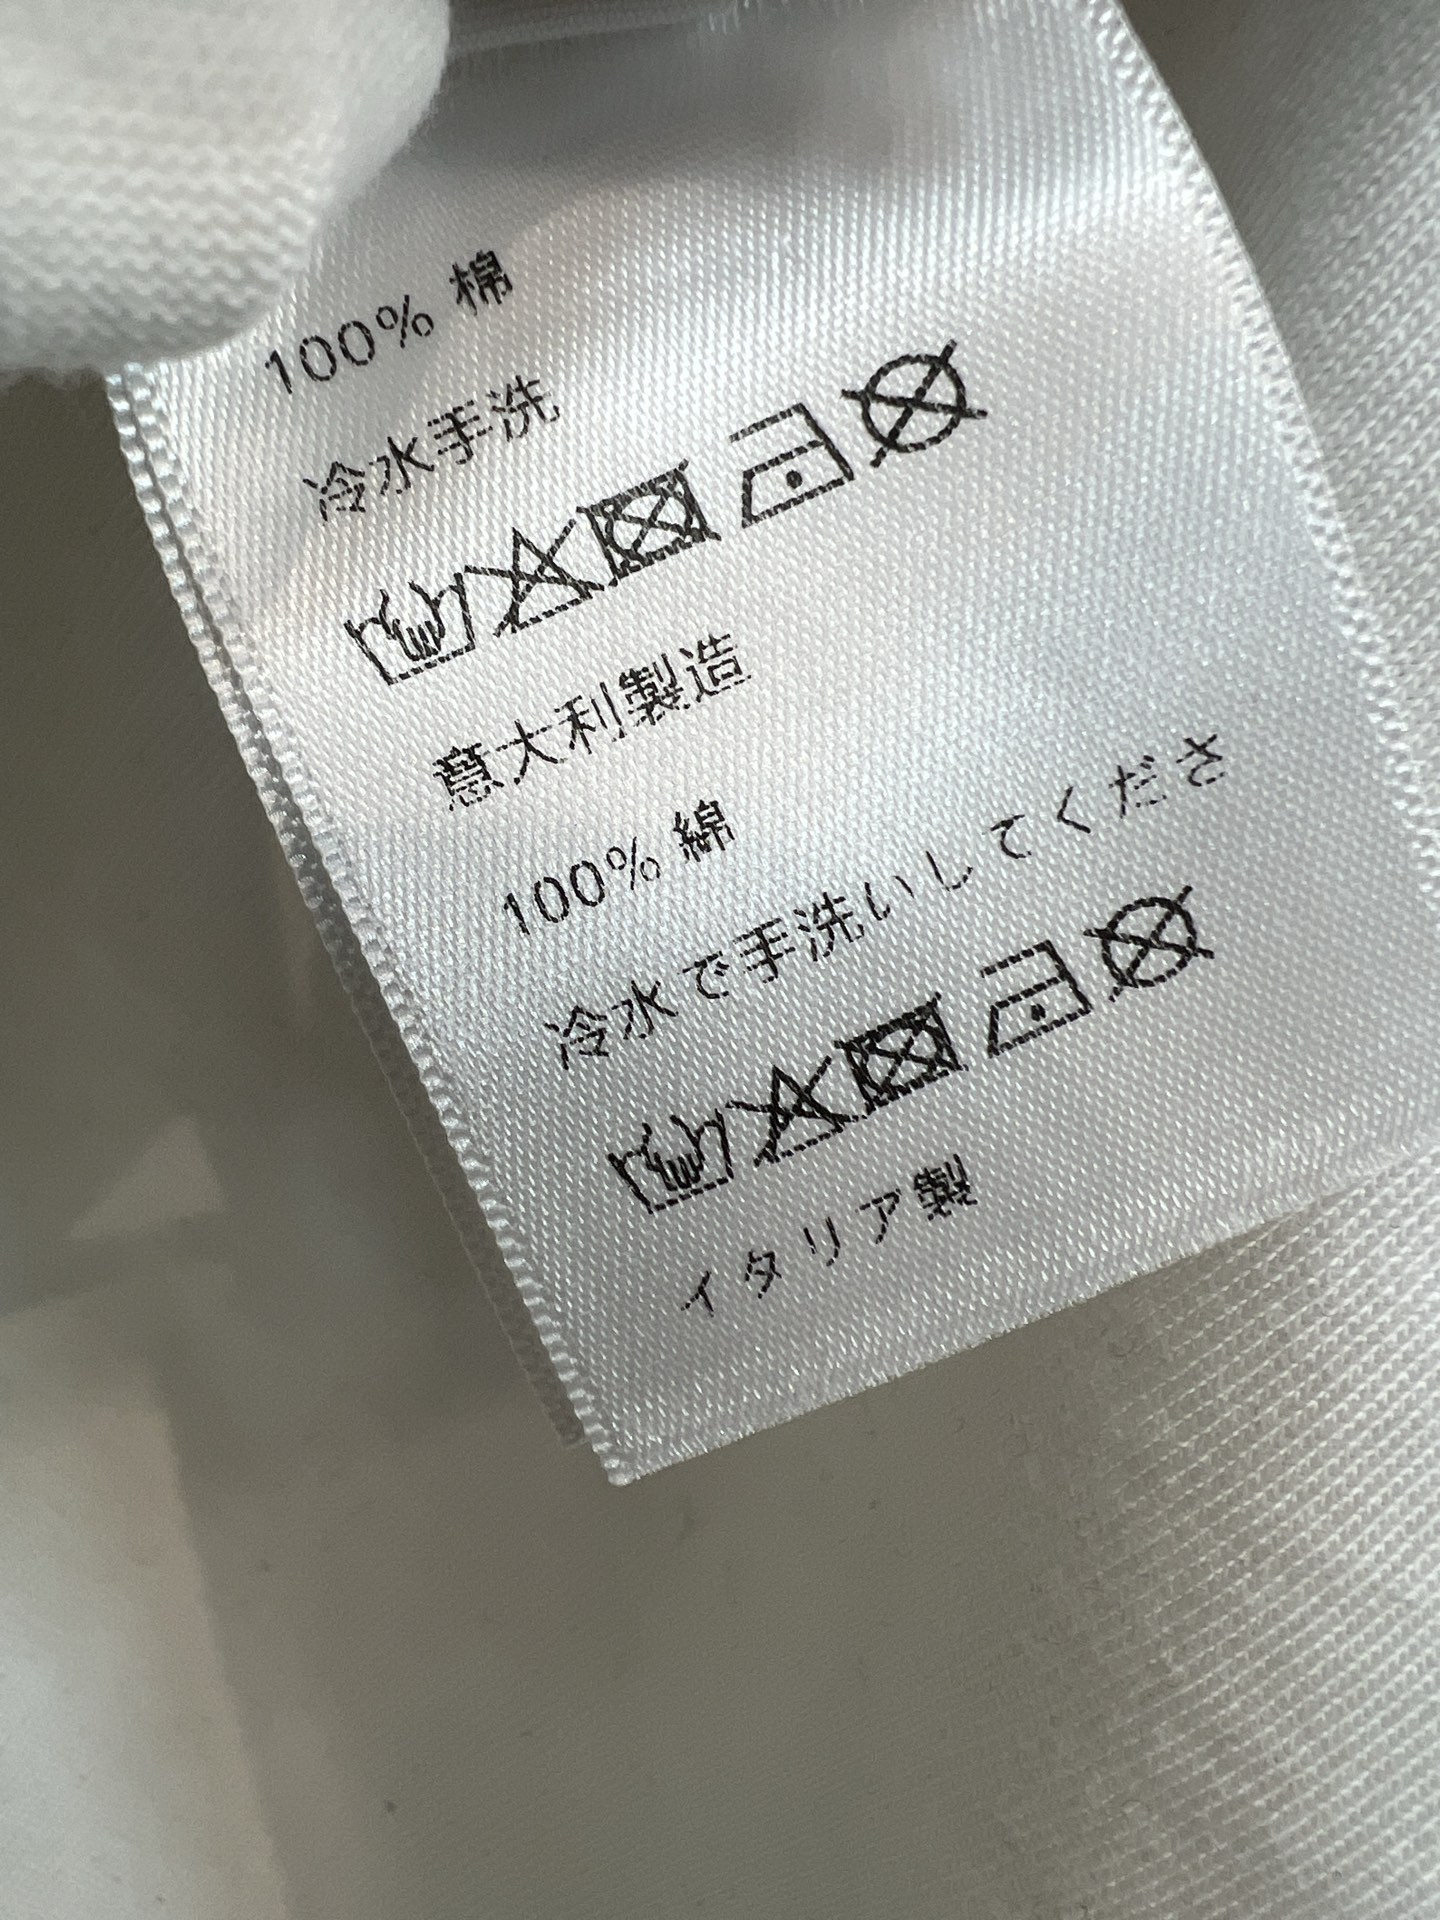 100% 棉
冷水手洗
意大利製造
100% 綿
冷水で手洗いしてくださ
イタリア製